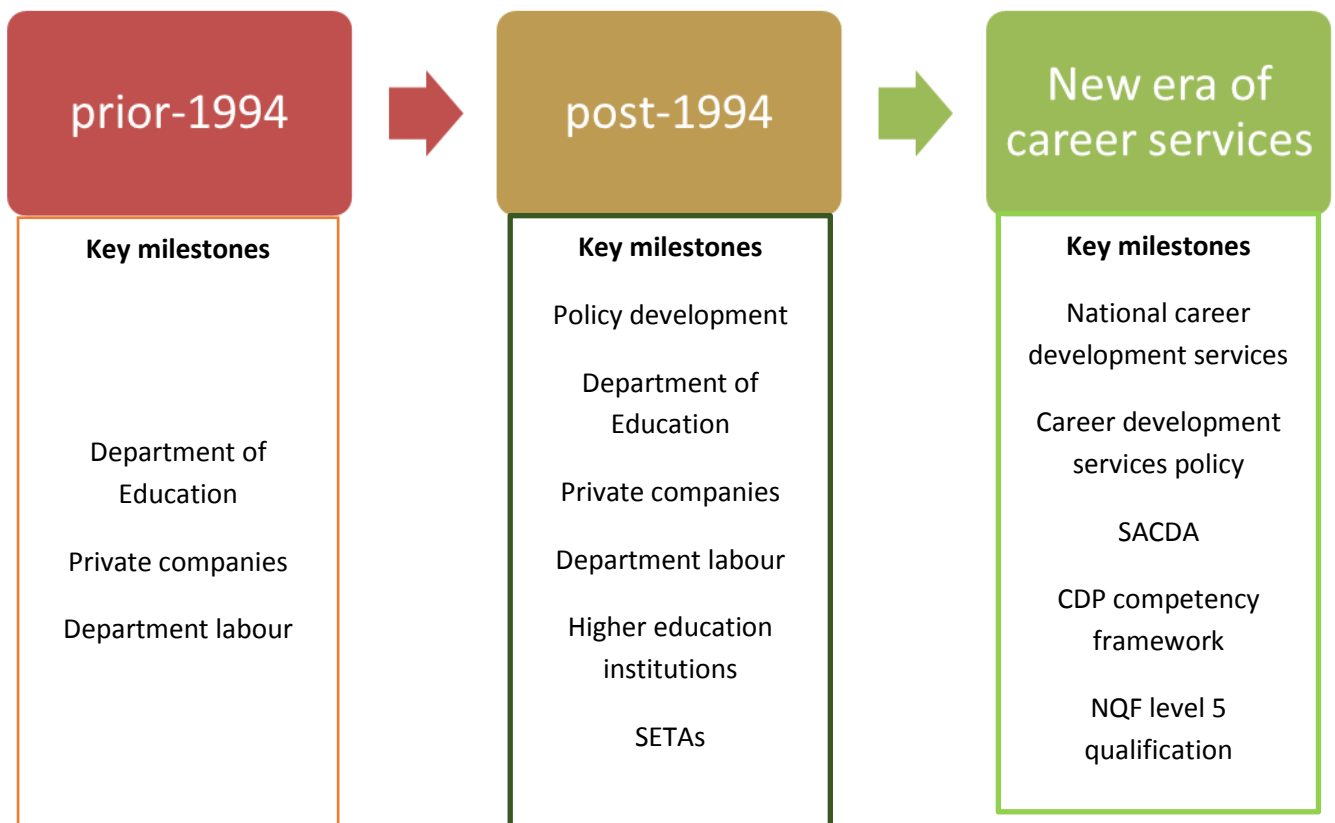 prior-1994
Key milestones
Department of
Education
Private companies
Department labour
post-1994
Key milestones
Policy development
Department of
Education
Private companies
Department labour
Higher education
institutions
SETAs
New era of
career services
Key milestones
National career
development services
Career development
services policy
SACDA
CDP competency
framework
NQF level 5
qualification